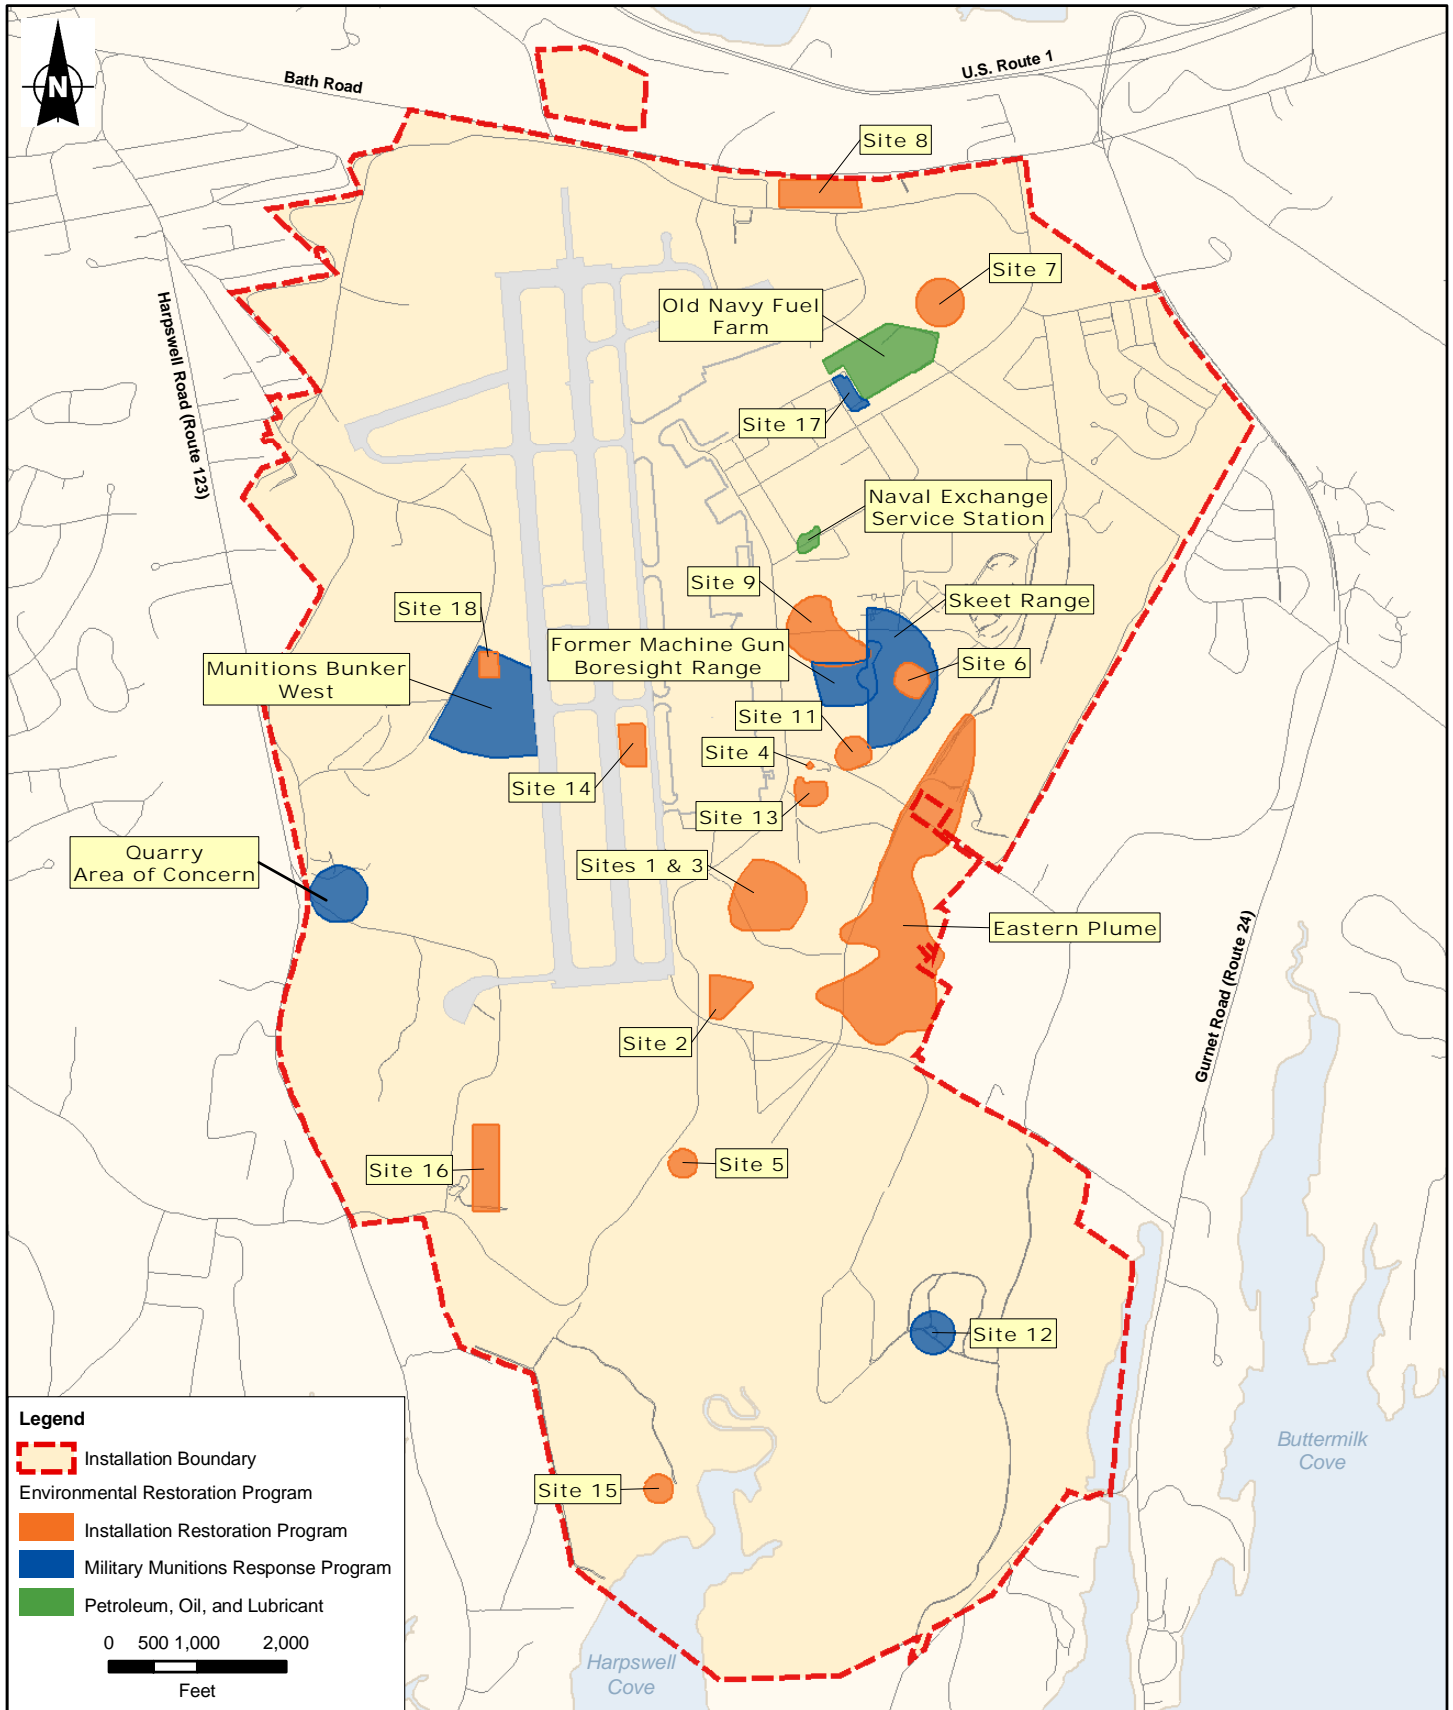 N
Bath Road
U.S. Route 1
Site 8
Site 7
Old Navy Fuel
Farm
Harpswell Road (Route 123)
Site 17
Naval Exchange
Service Station
Site 9
Site 18
Skeet Range
Former Machine Gun
Boresight Range
Munitions Bunker
West
Site 6
Site 11
Site 4
Site 14
Site 13
Quarry
Area of Concern
Sites 1 & 3
Eastern Plume
Gurnet Road (Route 24)
Site 2
Site 16
Site 5
Site 12
Buttermilk
Cove
Site 15
Harpswell
Cove
Legend
Installation Boundary
Environmental Restoration Program
Installation Restoration Program
Military Munitions Response Program
Petroleum, Oil, and Lubricant
0 500 1,000 2,000
Feet